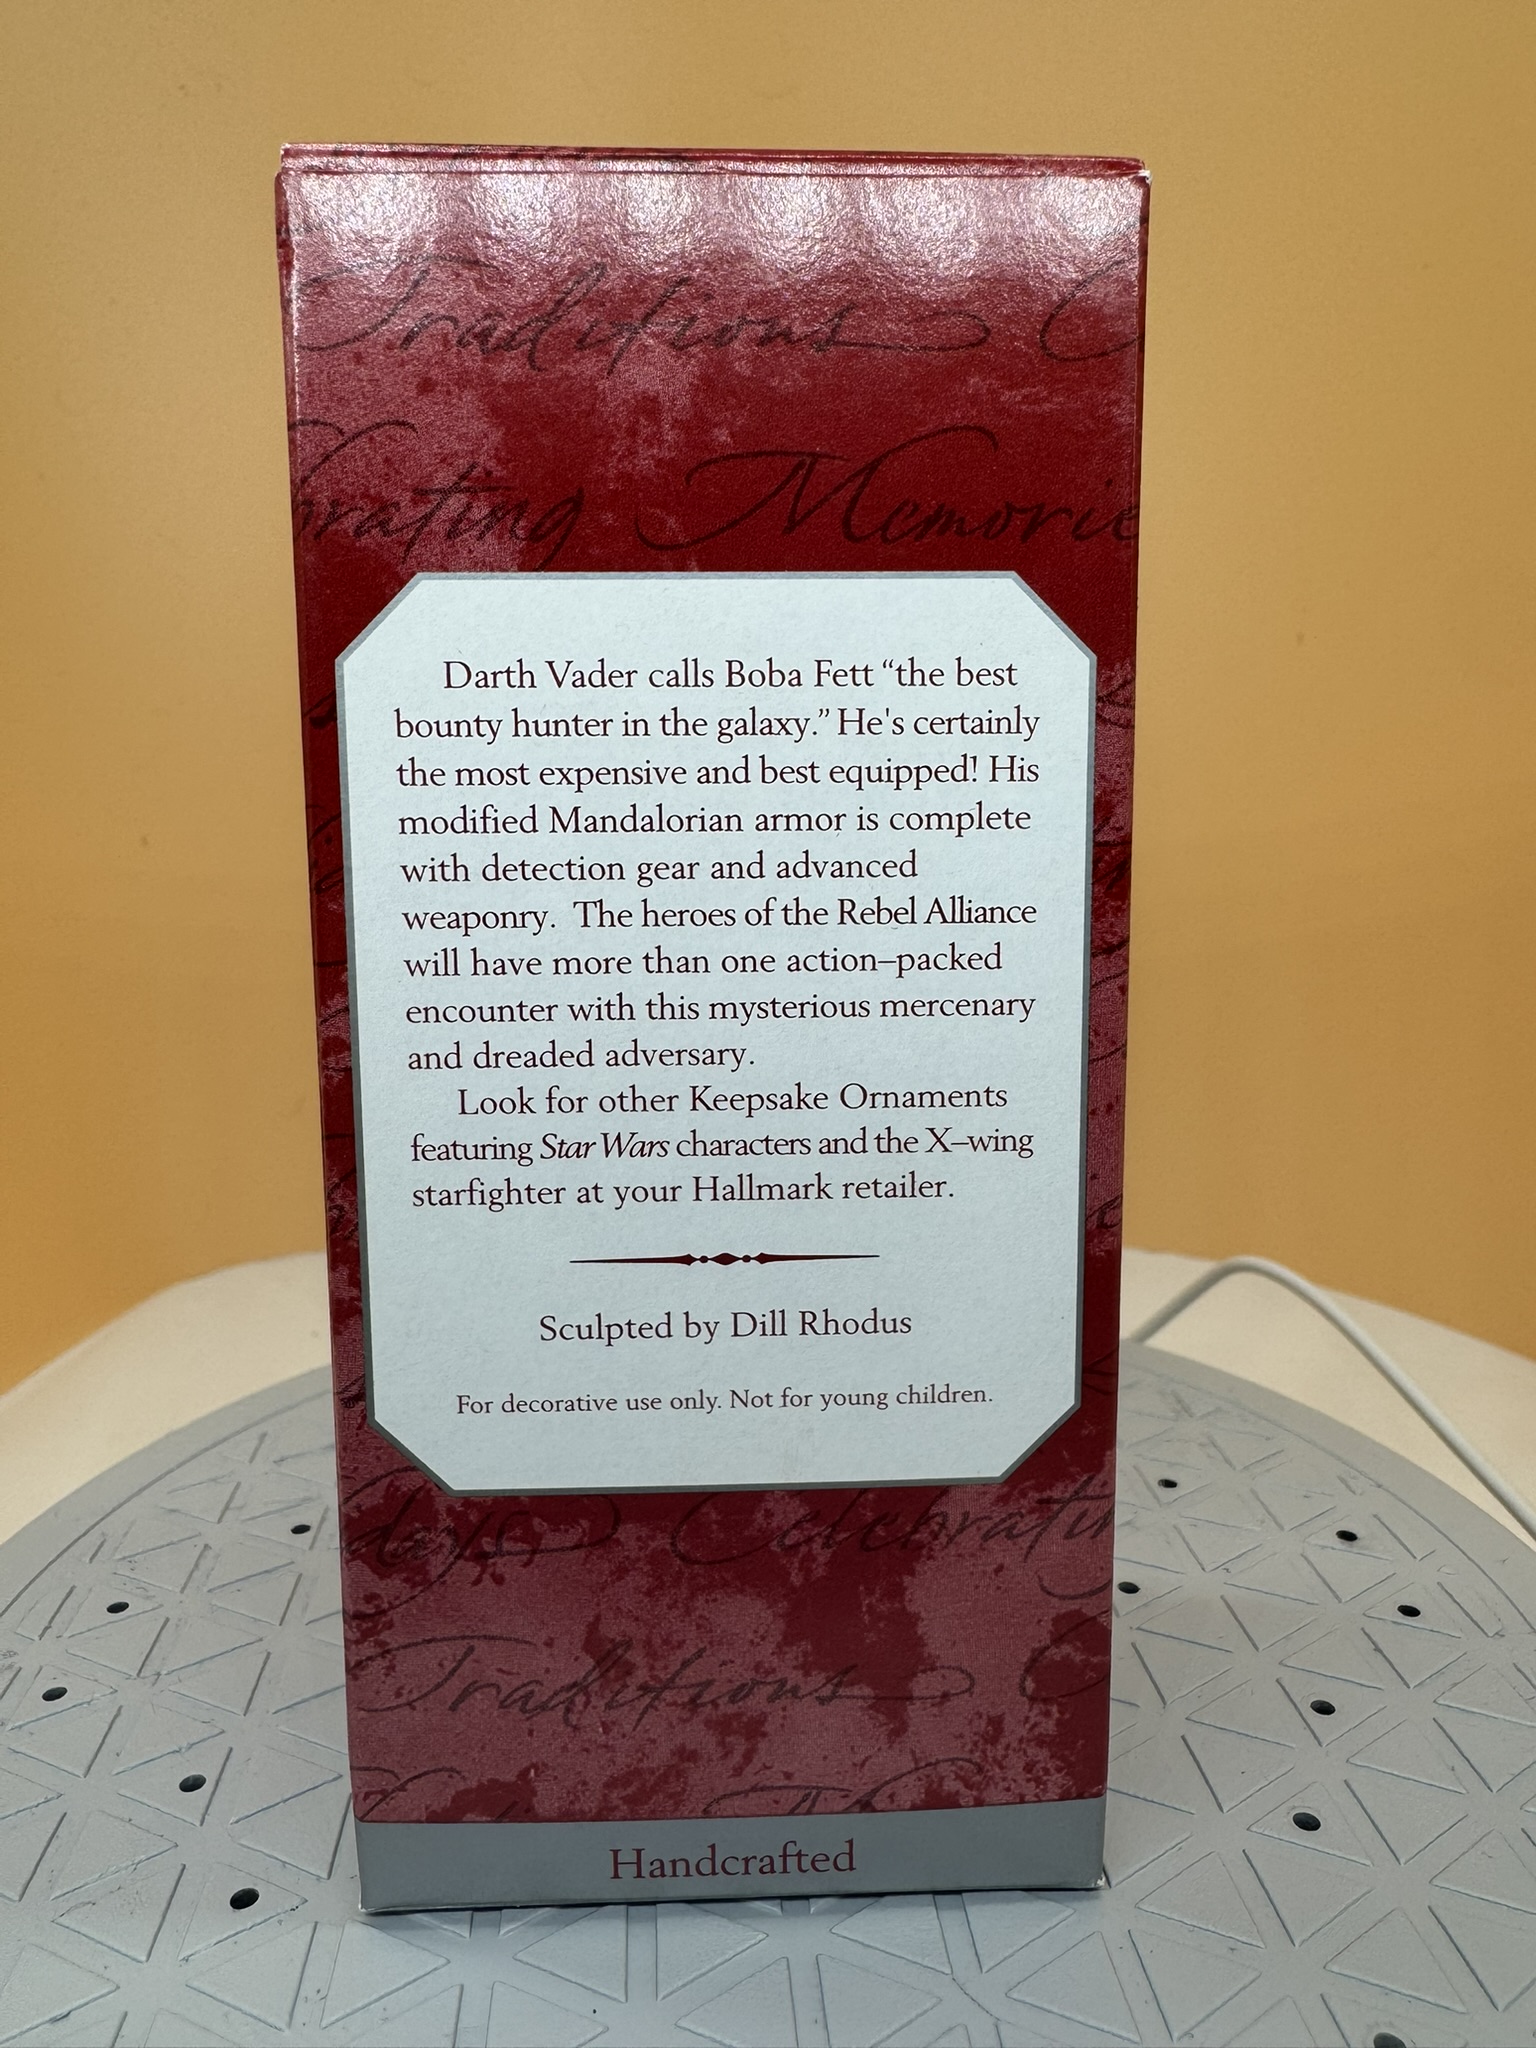 Traditions C
brating Memorie
Darth Vader calls Boba Fett “the best
bounty hunter in the galaxy.” He's certainly
the most expensive and best equipped! His
modified Mandalorian armor is complete
with detection gear and advanced
weaponry. The heroes of the Rebel Alliance
will have more than one action–packed
encounter with this mysterious mercenary
and dreaded adversary.
Look for other Keepsake Ornaments
featuring Star Wars characters and the X–wing
starfighter at your Hallmark retailer.
Sculpted by Dill Rhodus
For decorative use only. Not for young children.
days Celebratin
Traditions C
Handcrafted